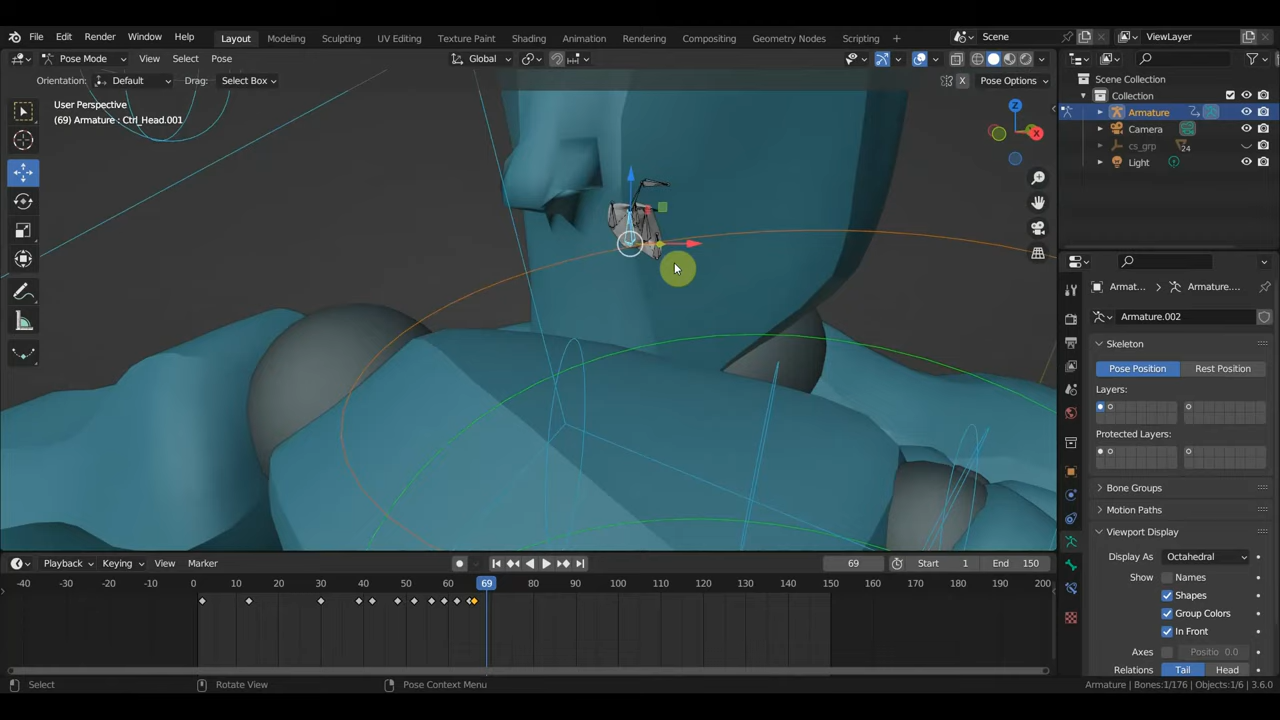 File Edit Render Window Help Layout Modeling Sculpting UV Editing Texture Paint Shading Animation Rendering Compositing Geometry Nodes Scripting + Scene ViewLayer
Pose Mode View Select Pose Global
Orientation: Default Drag: Select Box X Pose Options
Scene Collection
Collection
Armature
Camera
cs_grp 24
Light
User Perspective
(69) Armature : Ctrl_Head.001
Z
X
Armat... Armature....
Armature.002
Skeleton
Pose Position Rest Position
Layers:
Protected Layers:
Bone Groups
Motion Paths
Viewport Display
Display As Octahedral
Show Names
Shapes
Group Colors
In Front
Axes Positio 0.0
Relations Tail Head
Playback Keying View Marker 69 Start 1 End 150
-40 -30 -20 -10 0 10 20 30 40 50 69 80 90 100 110 120 130 140 150 160 170 180 190 200
Select Rotate View Pose Context Menu Armature | Bones:1/176 | Objects:1/6 | 3.6.0